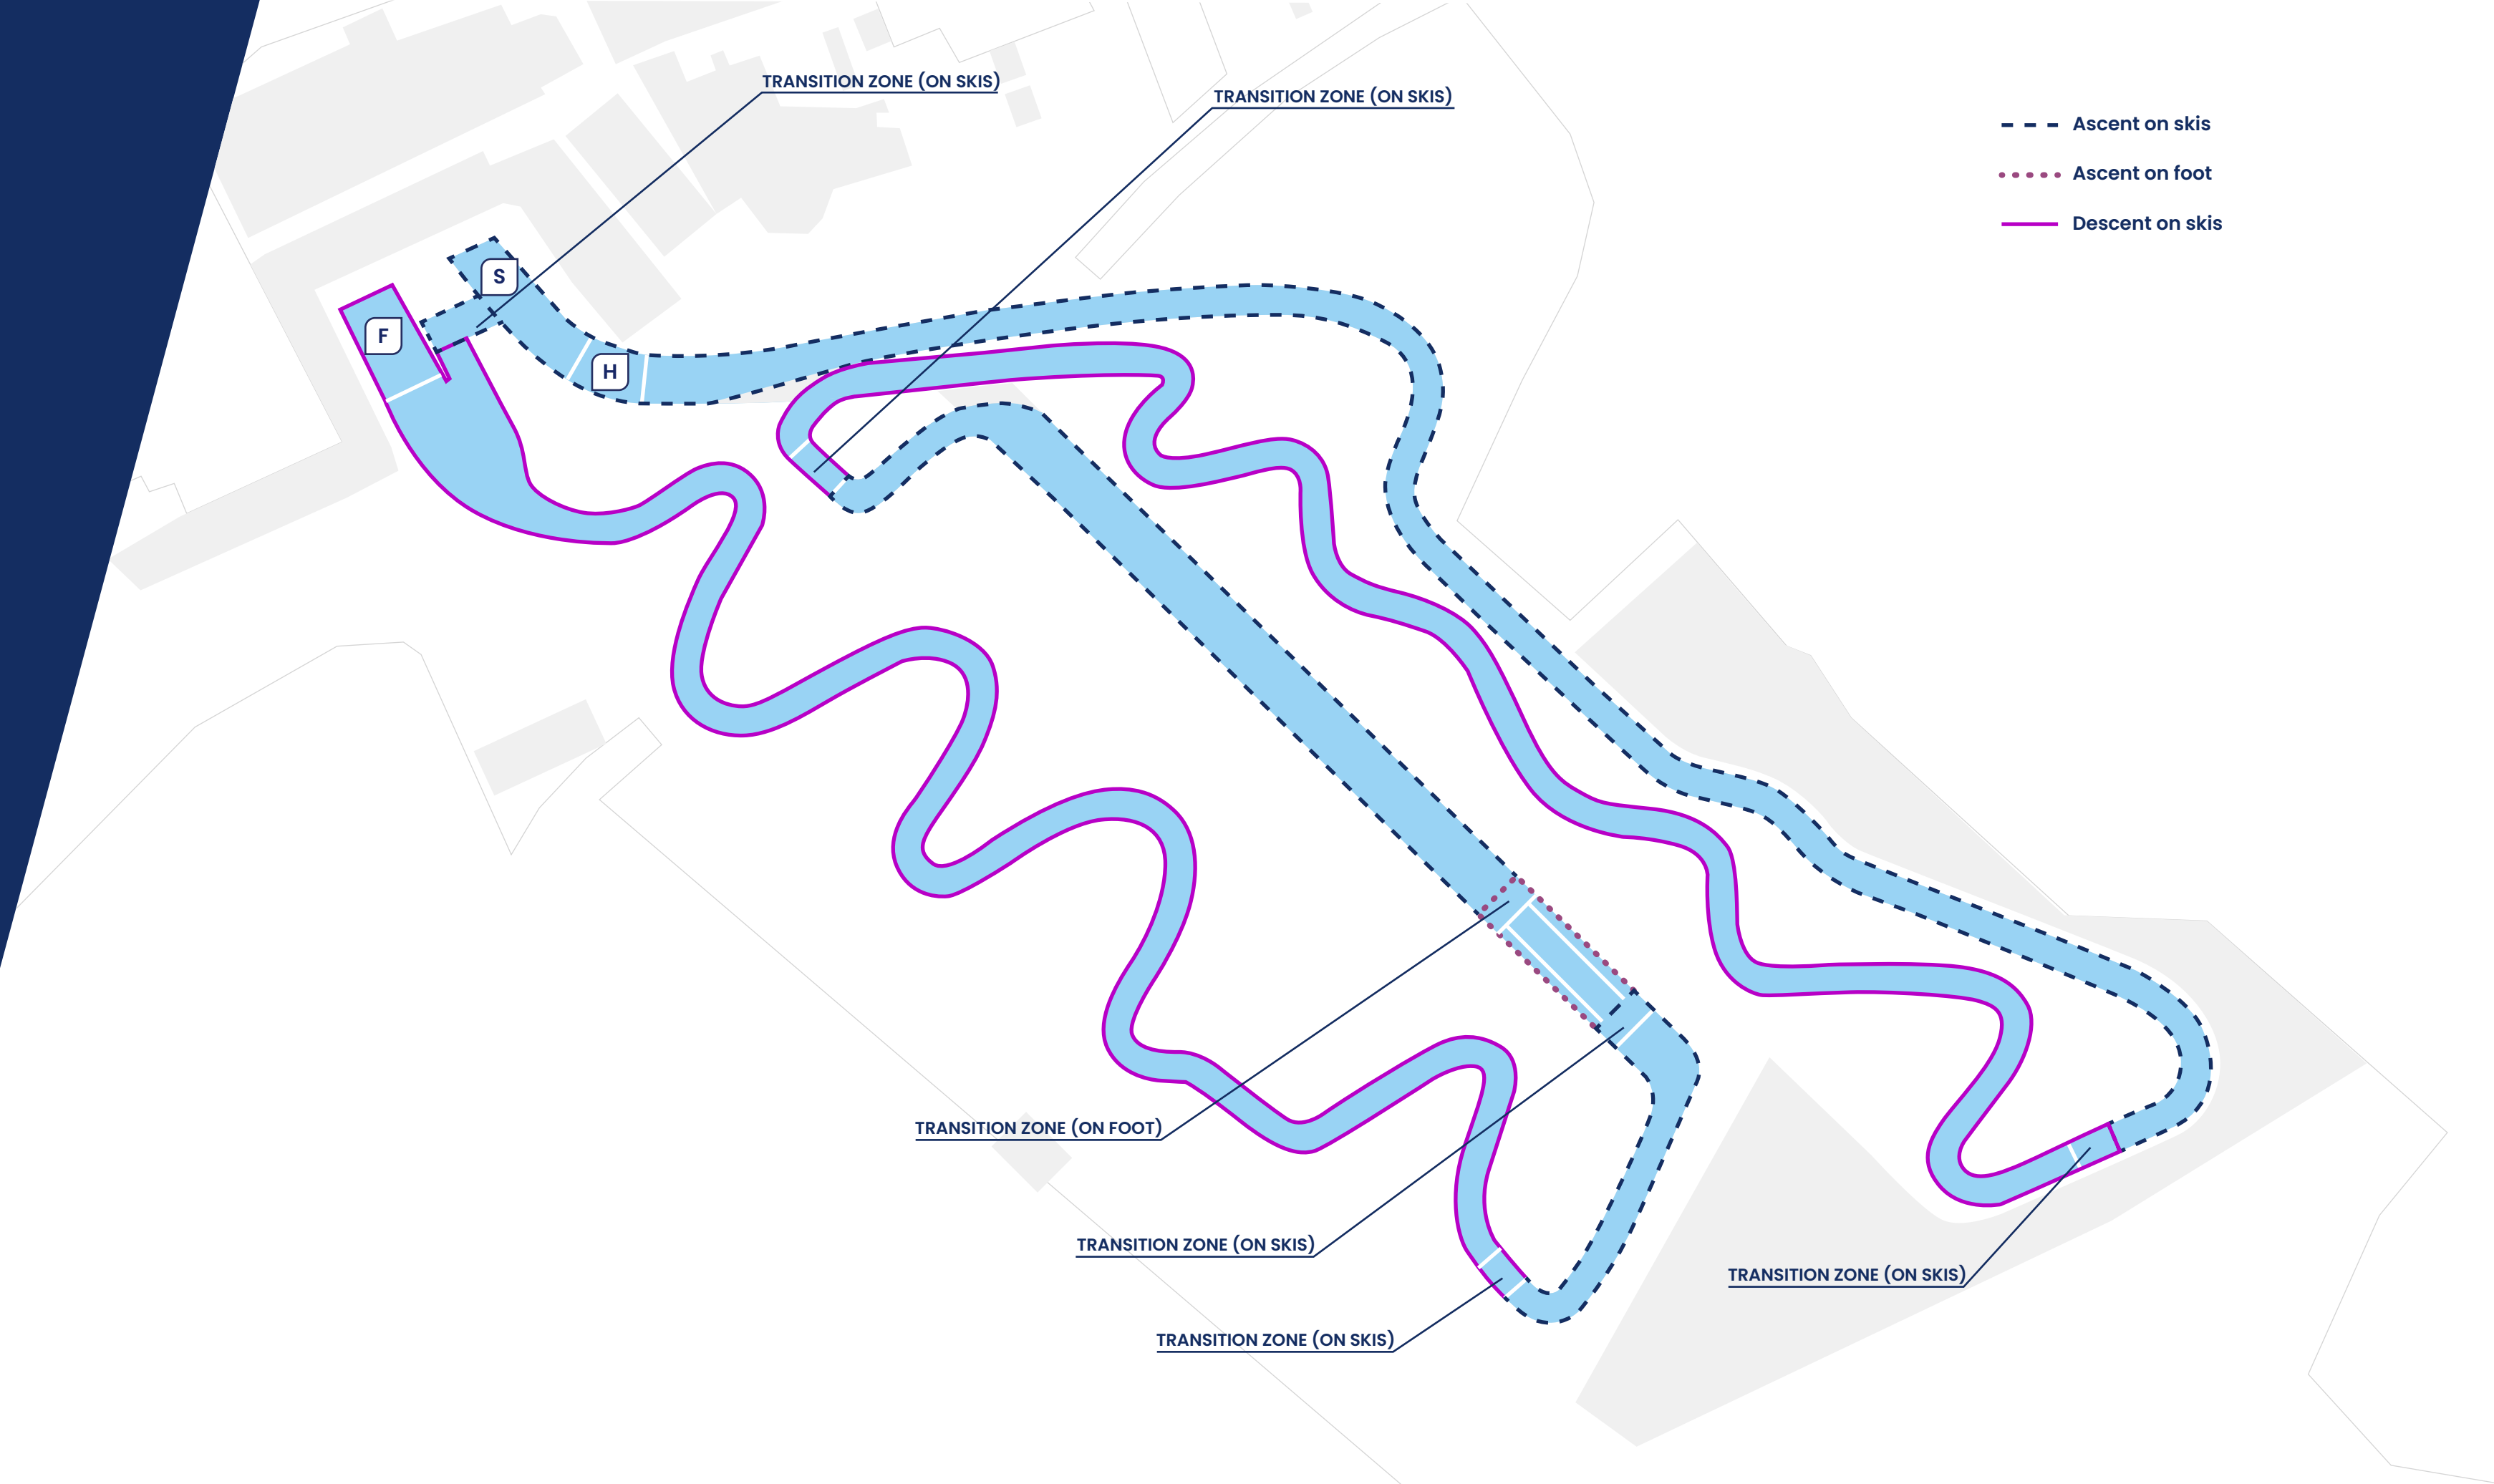 TRANSITION ZONE (ON SKIS)
TRANSITION ZONE (ON SKIS)
Ascent on skis
Ascent on foot
Descent on skis
S
F
H
TRANSITION ZONE (ON FOOT)
TRANSITION ZONE (ON SKIS)
TRANSITION ZONE (ON SKIS)
TRANSITION ZONE (ON SKIS)